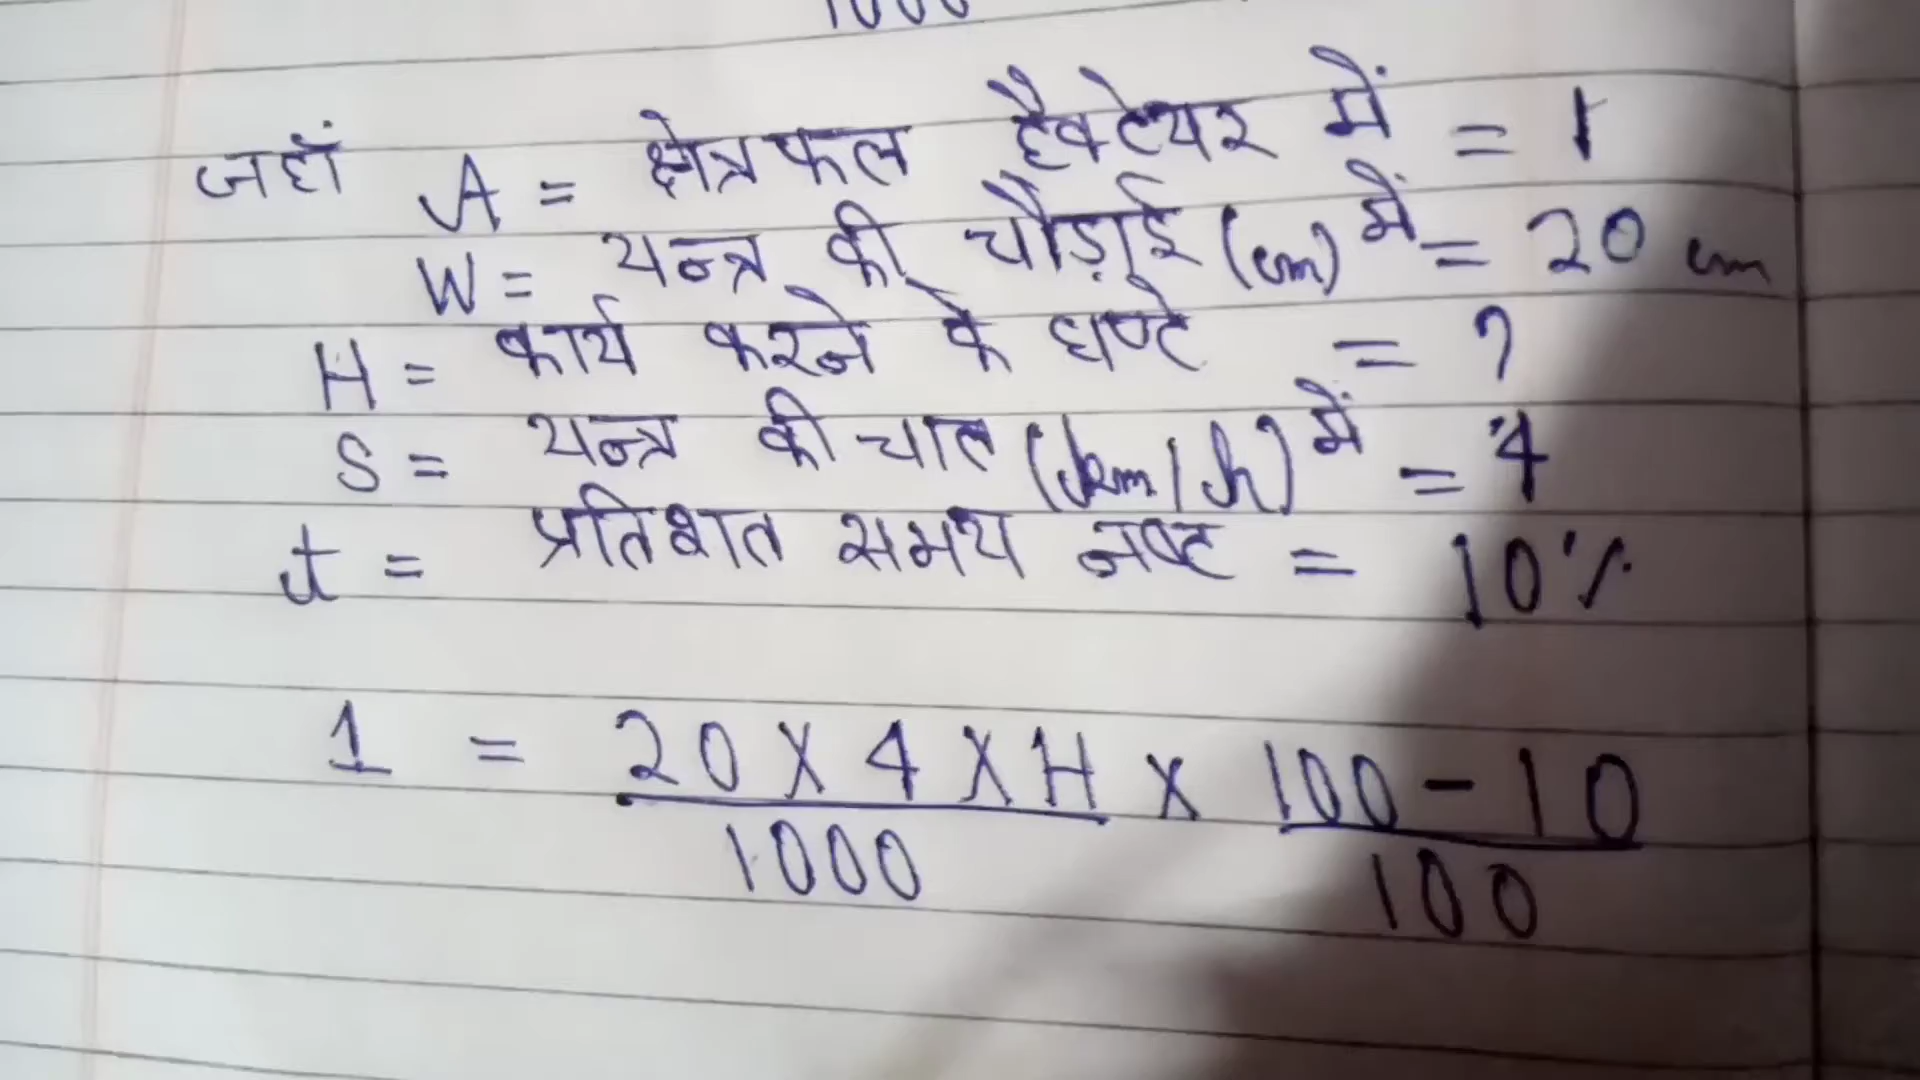 1000
जहाँ A = क्षेत्रफल हैक्टेयर में = 1
W = यन्त्र की चौड़ाई (cm) में = 20 cm
H = कार्य करने के घण्टे = ?
S = यन्त्र की चाल (km/h) में = 4
t = प्रतिशत समय नष्ट = 10%
1 = 20 X 4 X H X 100 - 10
1000 100